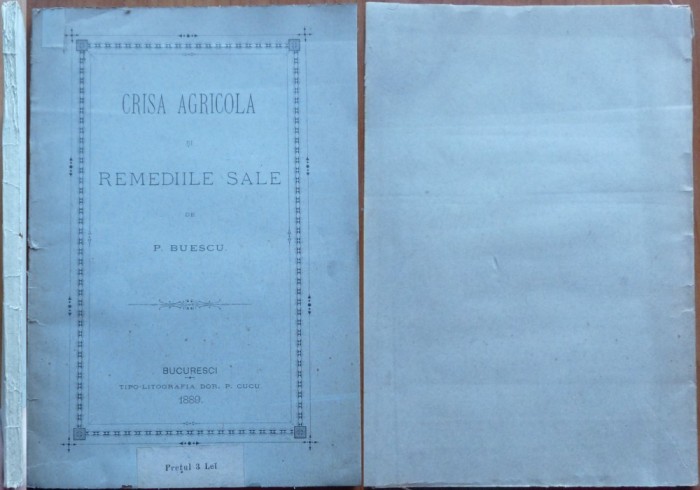 CRISA AGRICOLA
ȘI
REMEDIILE SALE
DE
P. BUESCU.
BUCURESCI
TIPO-LITOGRAFIA DOR. P. CUCU
1889.
Prețul 3 Lei